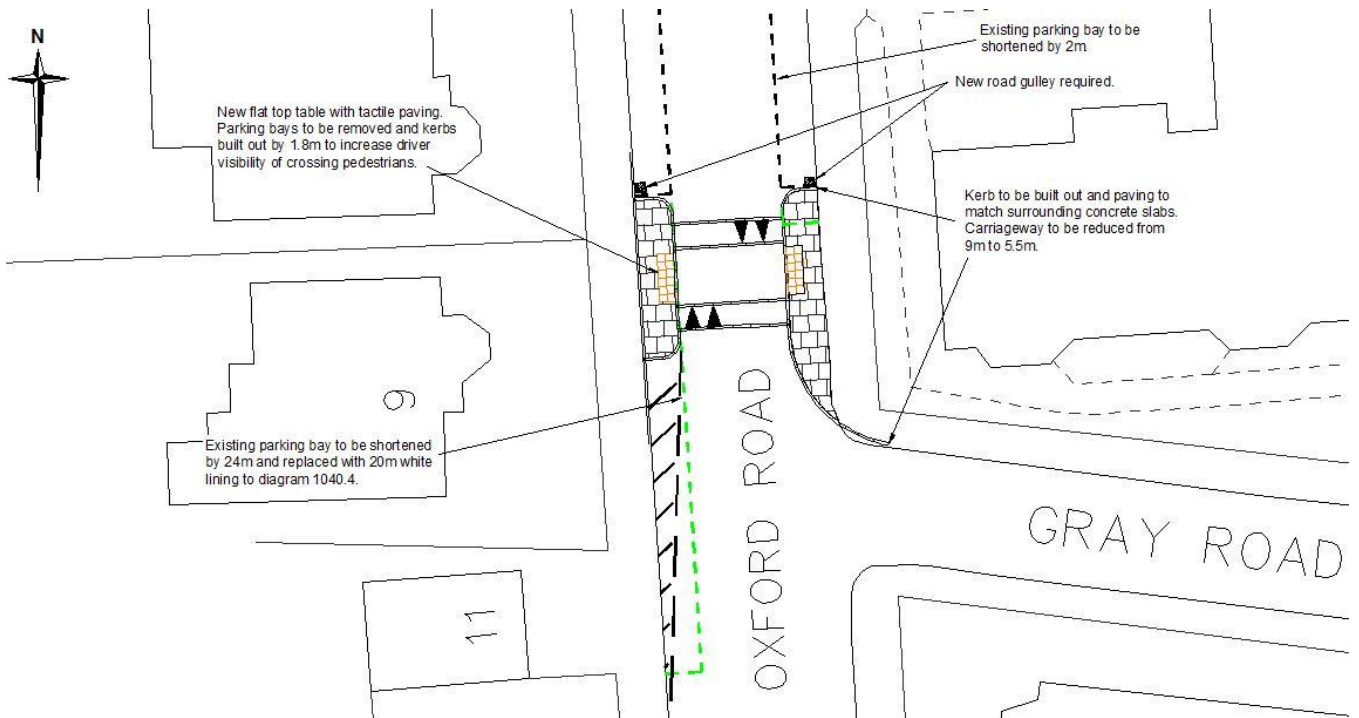 N
Existing parking bay to be
shortened by 2m.
New road gulley required.
New flat top table with tactile paving.
Parking bays to be removed and kerbs
built out by 1.8m to increase driver
visibility of crossing pedestrians.
Kerb to be built out and paving to
match surrounding concrete slabs.
Carriageway to be reduced from
9m to 5.5m.
9
Existing parking bay to be shortened
by 24m and replaced with 20m white
lining to diagram 1040.4.
OXFORD ROAD
GRAY ROAD
11